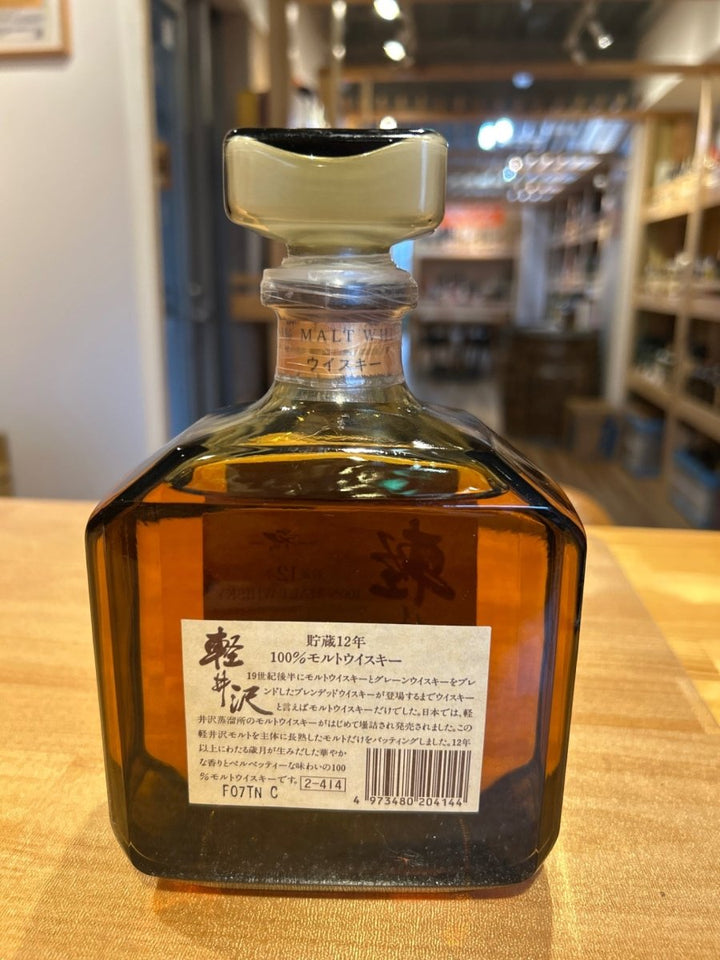 MALT WHI
ウイスキー
軽井沢
貯蔵12年
100%モルトウイスキー
19世紀後半にモルトウイスキーとグレーンウイスキーをブレ
ンドしたブレンデッドウイスキーが登場するまでウイスキー
と言えばモルトウイスキーだけでした。日本では、軽
井沢蒸溜所のモルトウイスキーがはじめて壜詰され発売されました。この
軽井沢モルトを主体に長熟したモルトだけをバッティングしました。12年
以上にわたる歳月が生みだした華やか
な香りとベルベッティーな味わいの100
%モルトウイスキーです。 2-414
F07TN C
4 973480 204144